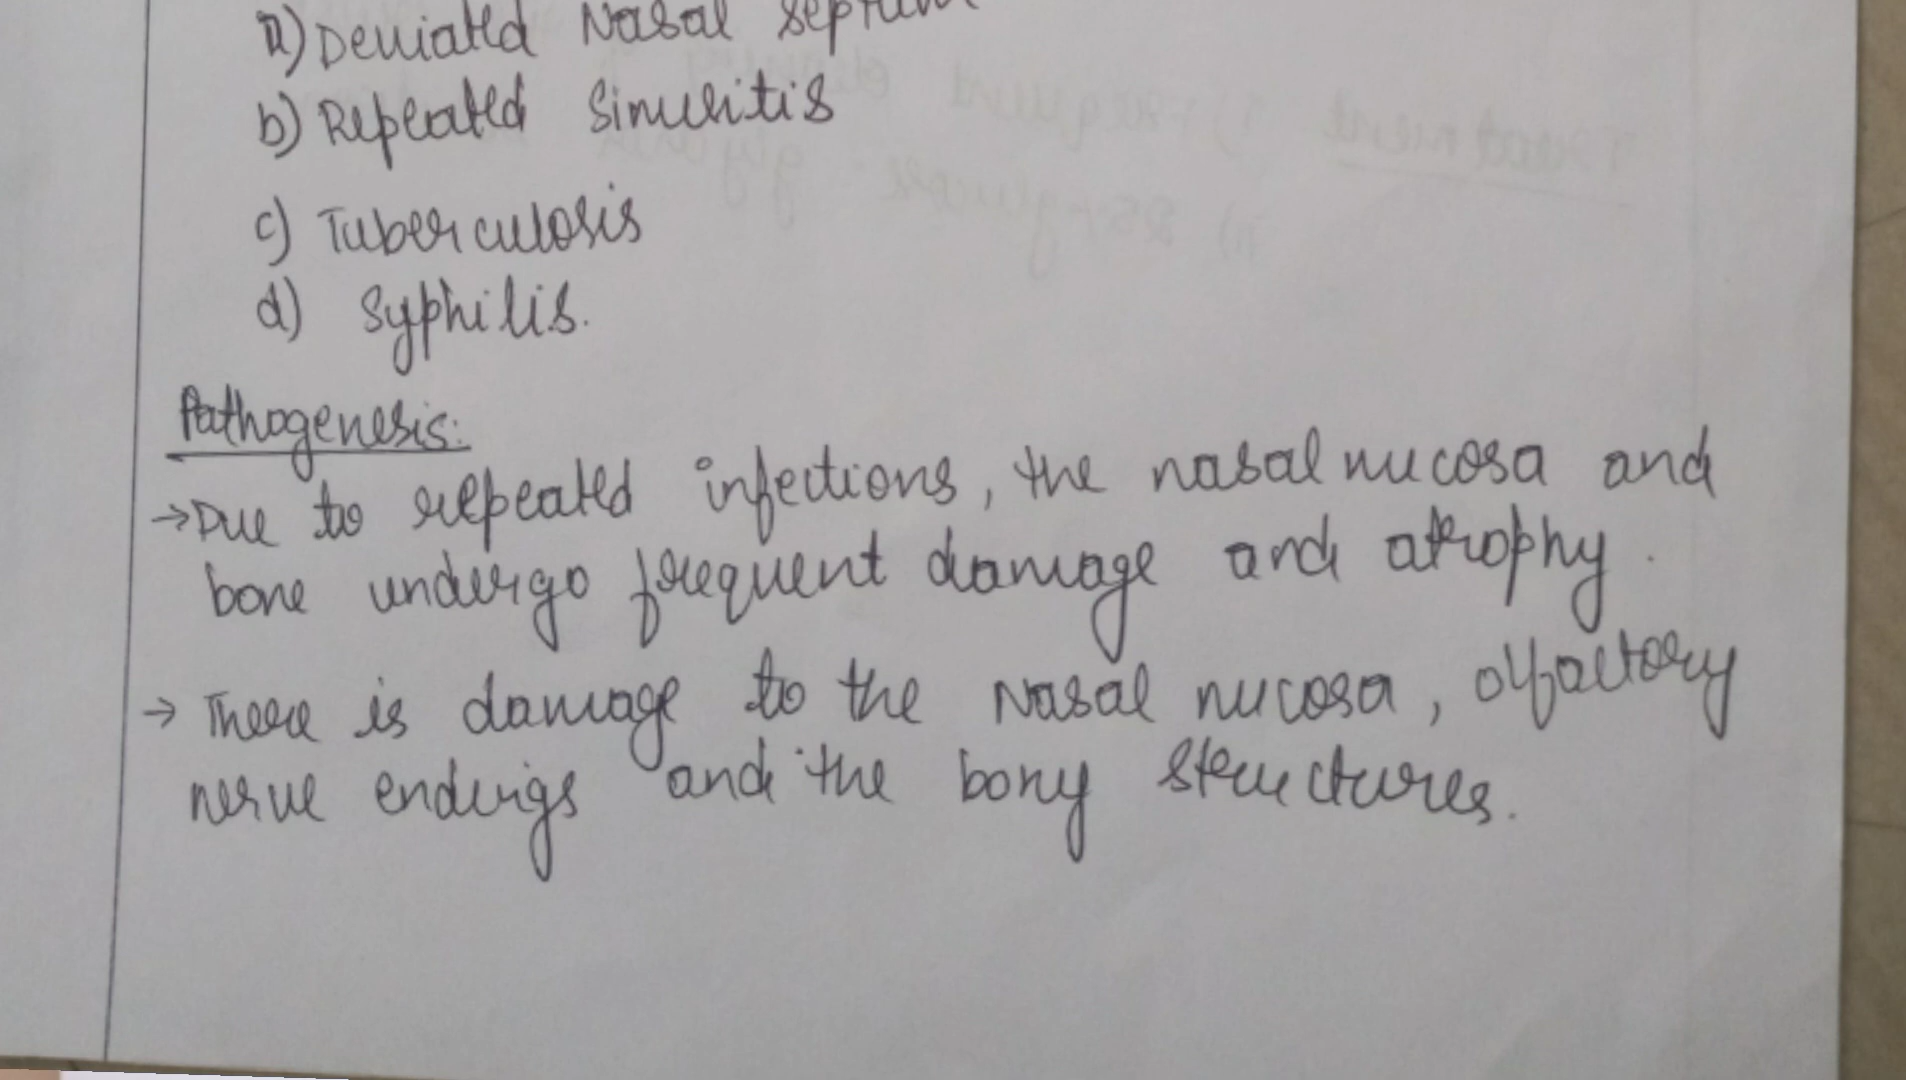 a) Deviated Nasal septum
b) Repeated Sinusitis
c) Tuberculosis
d) Syphilis.
Pathogenesis:
→ Due to repeated infections, the nasal mucosa and
bone undergo frequent damage and atrophy.
→ There is damage to the Nasal mucosa, olfactory
nerve endings and the bony structures.